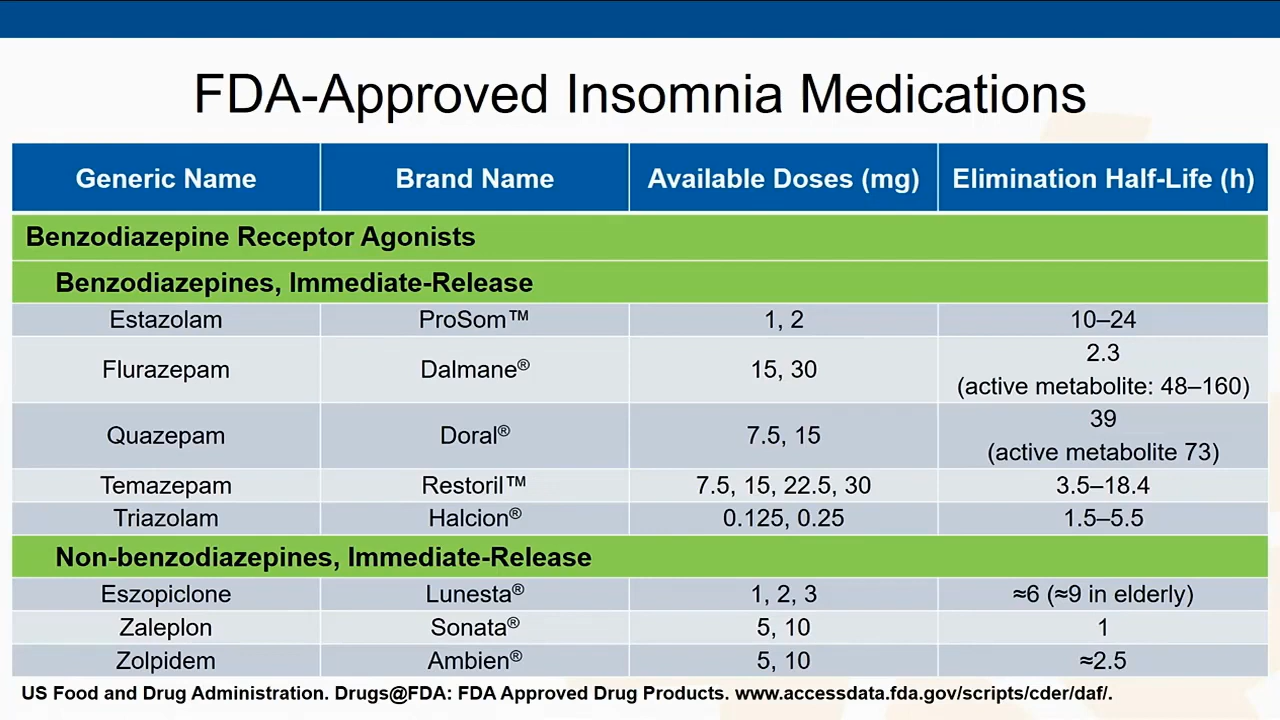 FDA-Approved Insomnia Medications
Generic Name Brand Name Available Doses (mg) Elimination Half-Life (h)
Benzodiazepine Receptor Agonists
Benzodiazepines, Immediate-Release
Estazolam ProSom™ 1, 2 10–24
Flurazepam Dalmane® 15, 30 2.3
(active metabolite: 48–160)
Quazepam Doral® 7.5, 15 39
(active metabolite 73)
Temazepam Restoril™ 7.5, 15, 22.5, 30 3.5–18.4
Triazolam Halcion® 0.125, 0.25 1.5–5.5
Non-benzodiazepines, Immediate-Release
Eszopiclone Lunesta® 1, 2, 3 ≈6 (≈9 in elderly)
Zaleplon Sonata® 5, 10 1
Zolpidem Ambien® 5, 10 ≈2.5
US Food and Drug Administration. Drugs@FDA: FDA Approved Drug Products. www.accessdata.fda.gov/scripts/cder/daf/.